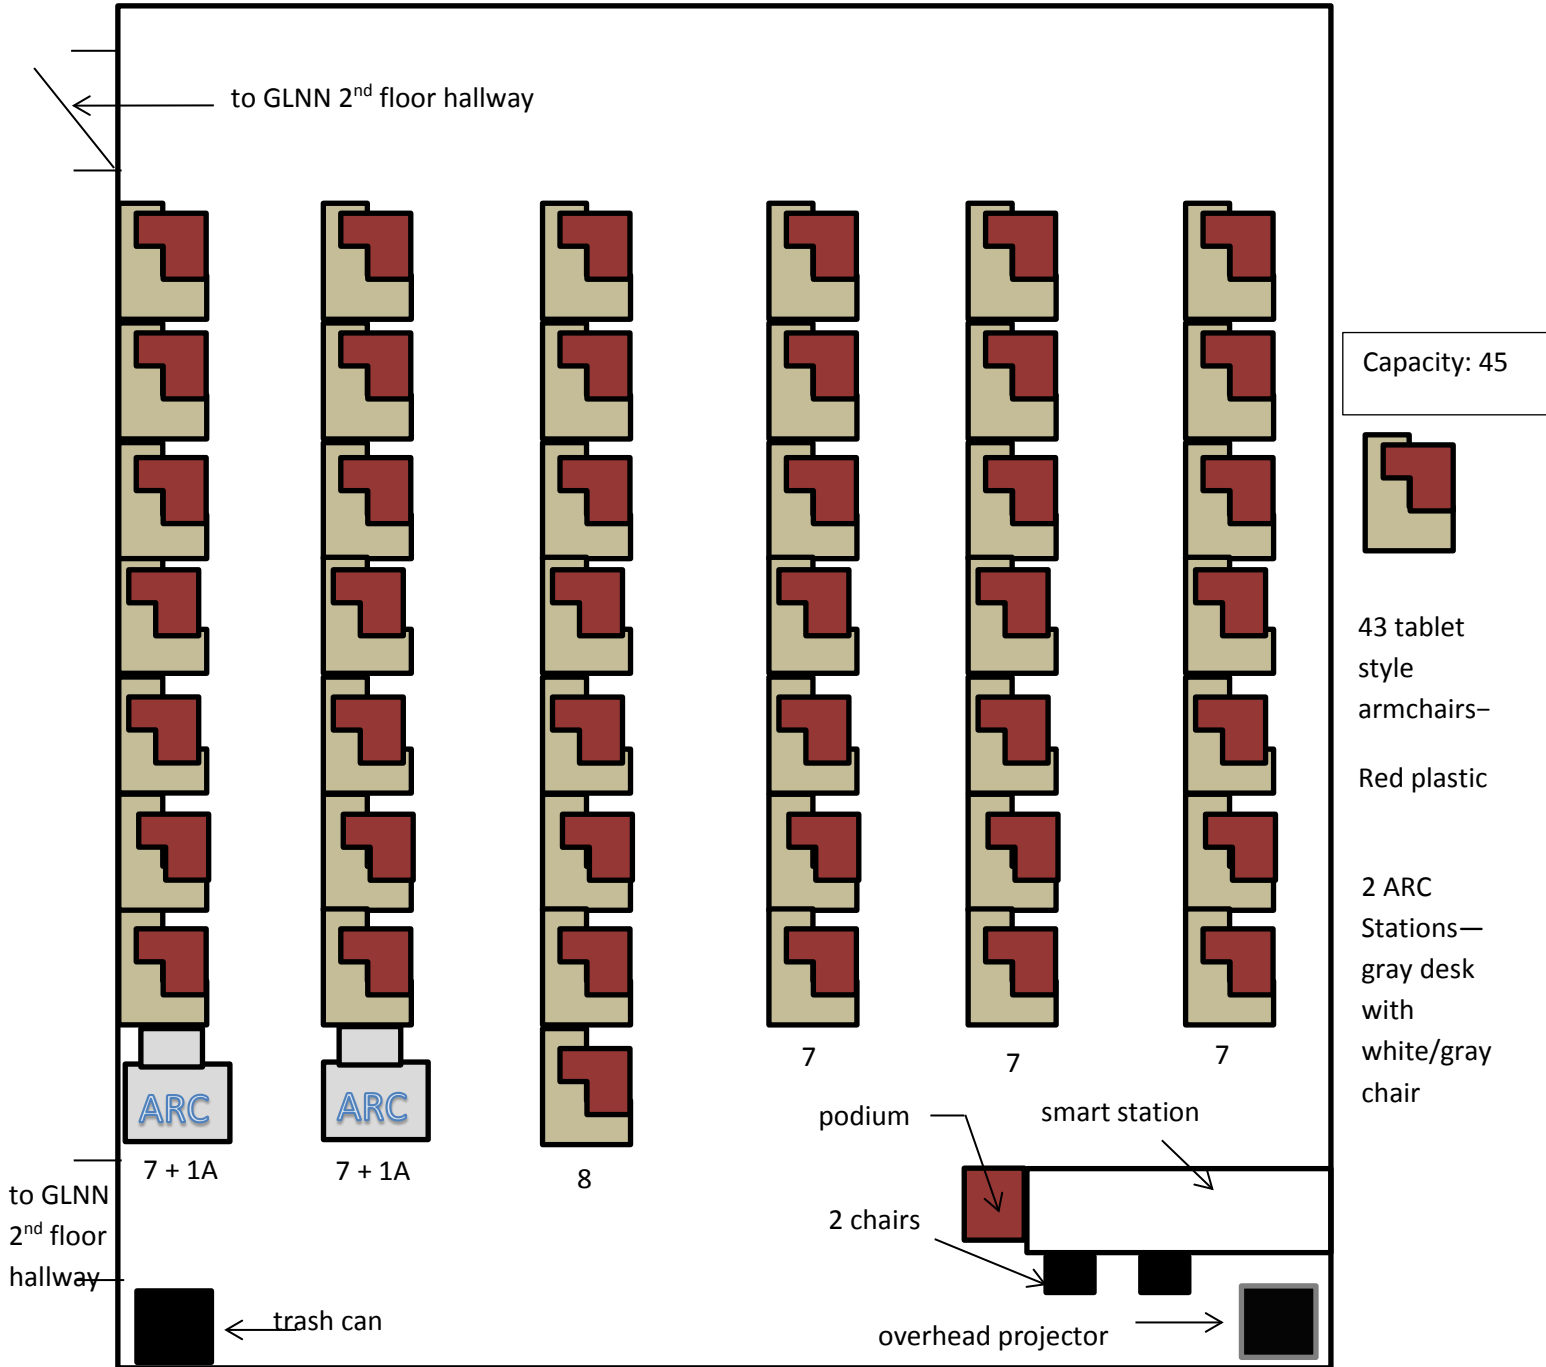 to GLNN 2nd floor hallway
Capacity: 45
43 tablet
style
armchairs–
Red plastic
2 ARC
Stations—
gray desk
with
white/gray
chair
ARC
ARC
7 + 1A
7 + 1A
8
7
7
7
podium
smart station
2 chairs
to GLNN
2nd floor
hallway
trash can
overhead projector